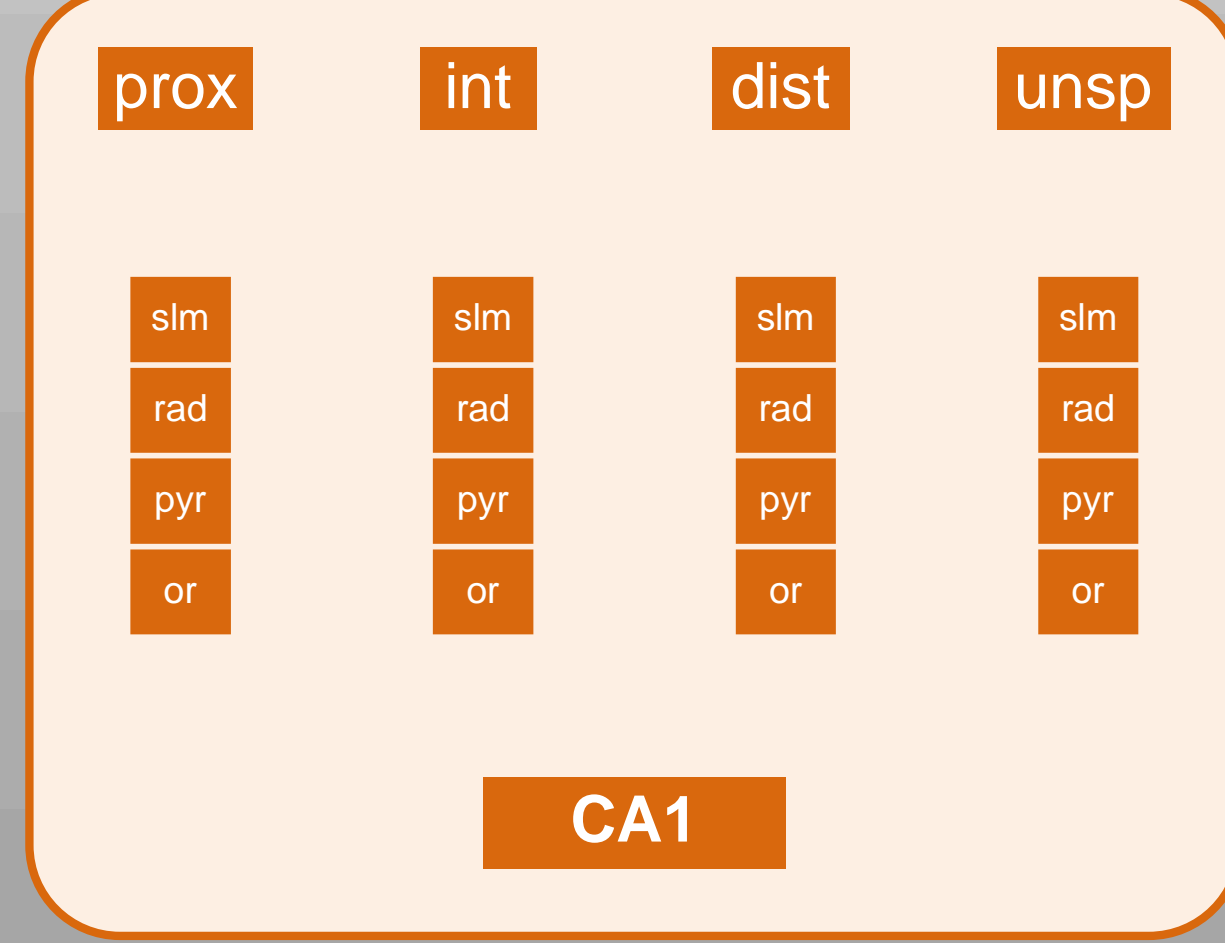 prox int dist unsp
slm slm slm slm
rad rad rad rad
pyr pyr pyr pyr
or or or or
CA1